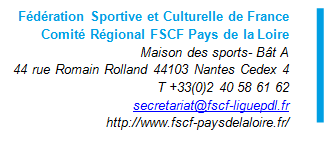 Fédération Sportive et Culturelle de France
Comité Régional FSCF Pays de la Loire
Maison des sports- Bât A
44 rue Romain Rolland 44103 Nantes Cedex 4
T +33(0)2 40 58 61 62
secretariat@fscf-liguepdl.fr
http://www.fscf-paysdelaloire.fr/